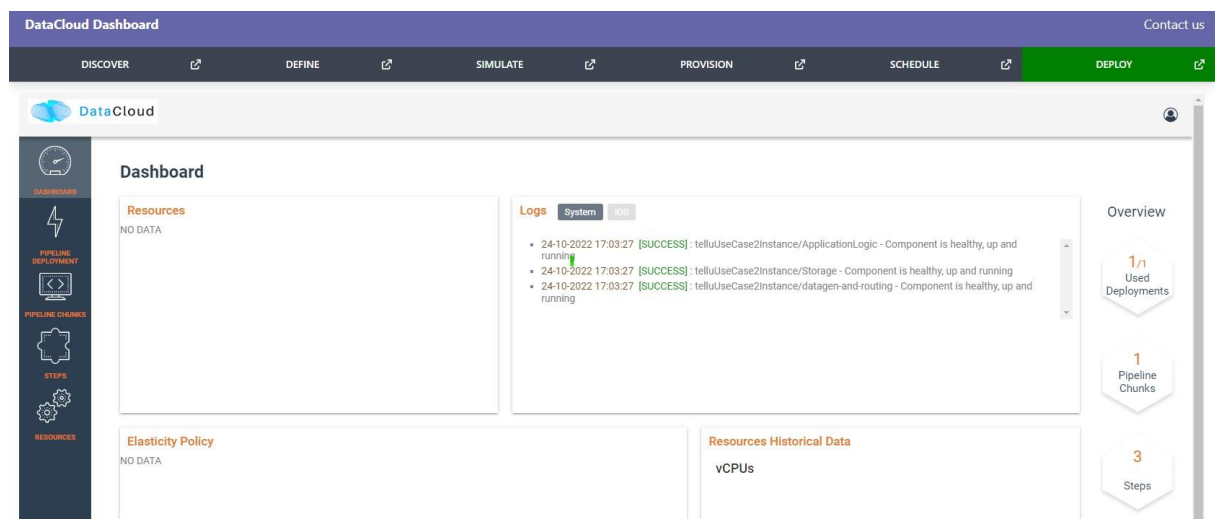 DataCloud Dashboard
Contact us
DISCOVER
DEFINE
SIMULATE
PROVISION
SCHEDULE
DEPLOY
DataCloud
DASHBOARD
PIPELINE
DEPLOYMENT
PIPELINE CHUNKS
STEPS
RESOURCES
Dashboard
Resources
NO DATA
Logs
System
IDS
24-10-2022 17:03:27 [SUCCESS] : telluUseCase2Instance/ApplicationLogic - Component is healthy, up and
running
24-10-2022 17:03:27 [SUCCESS] : telluUseCase2Instance/Storage - Component is healthy, up and running
24-10-2022 17:03:27 [SUCCESS] : telluUseCase2Instance/datagen-and-routing - Component is healthy, up and
running
Overview
1/1
Used
Deployments
1
Pipeline
Chunks
3
Steps
Elasticity Policy
NO DATA
Resources Historical Data
vCPUs